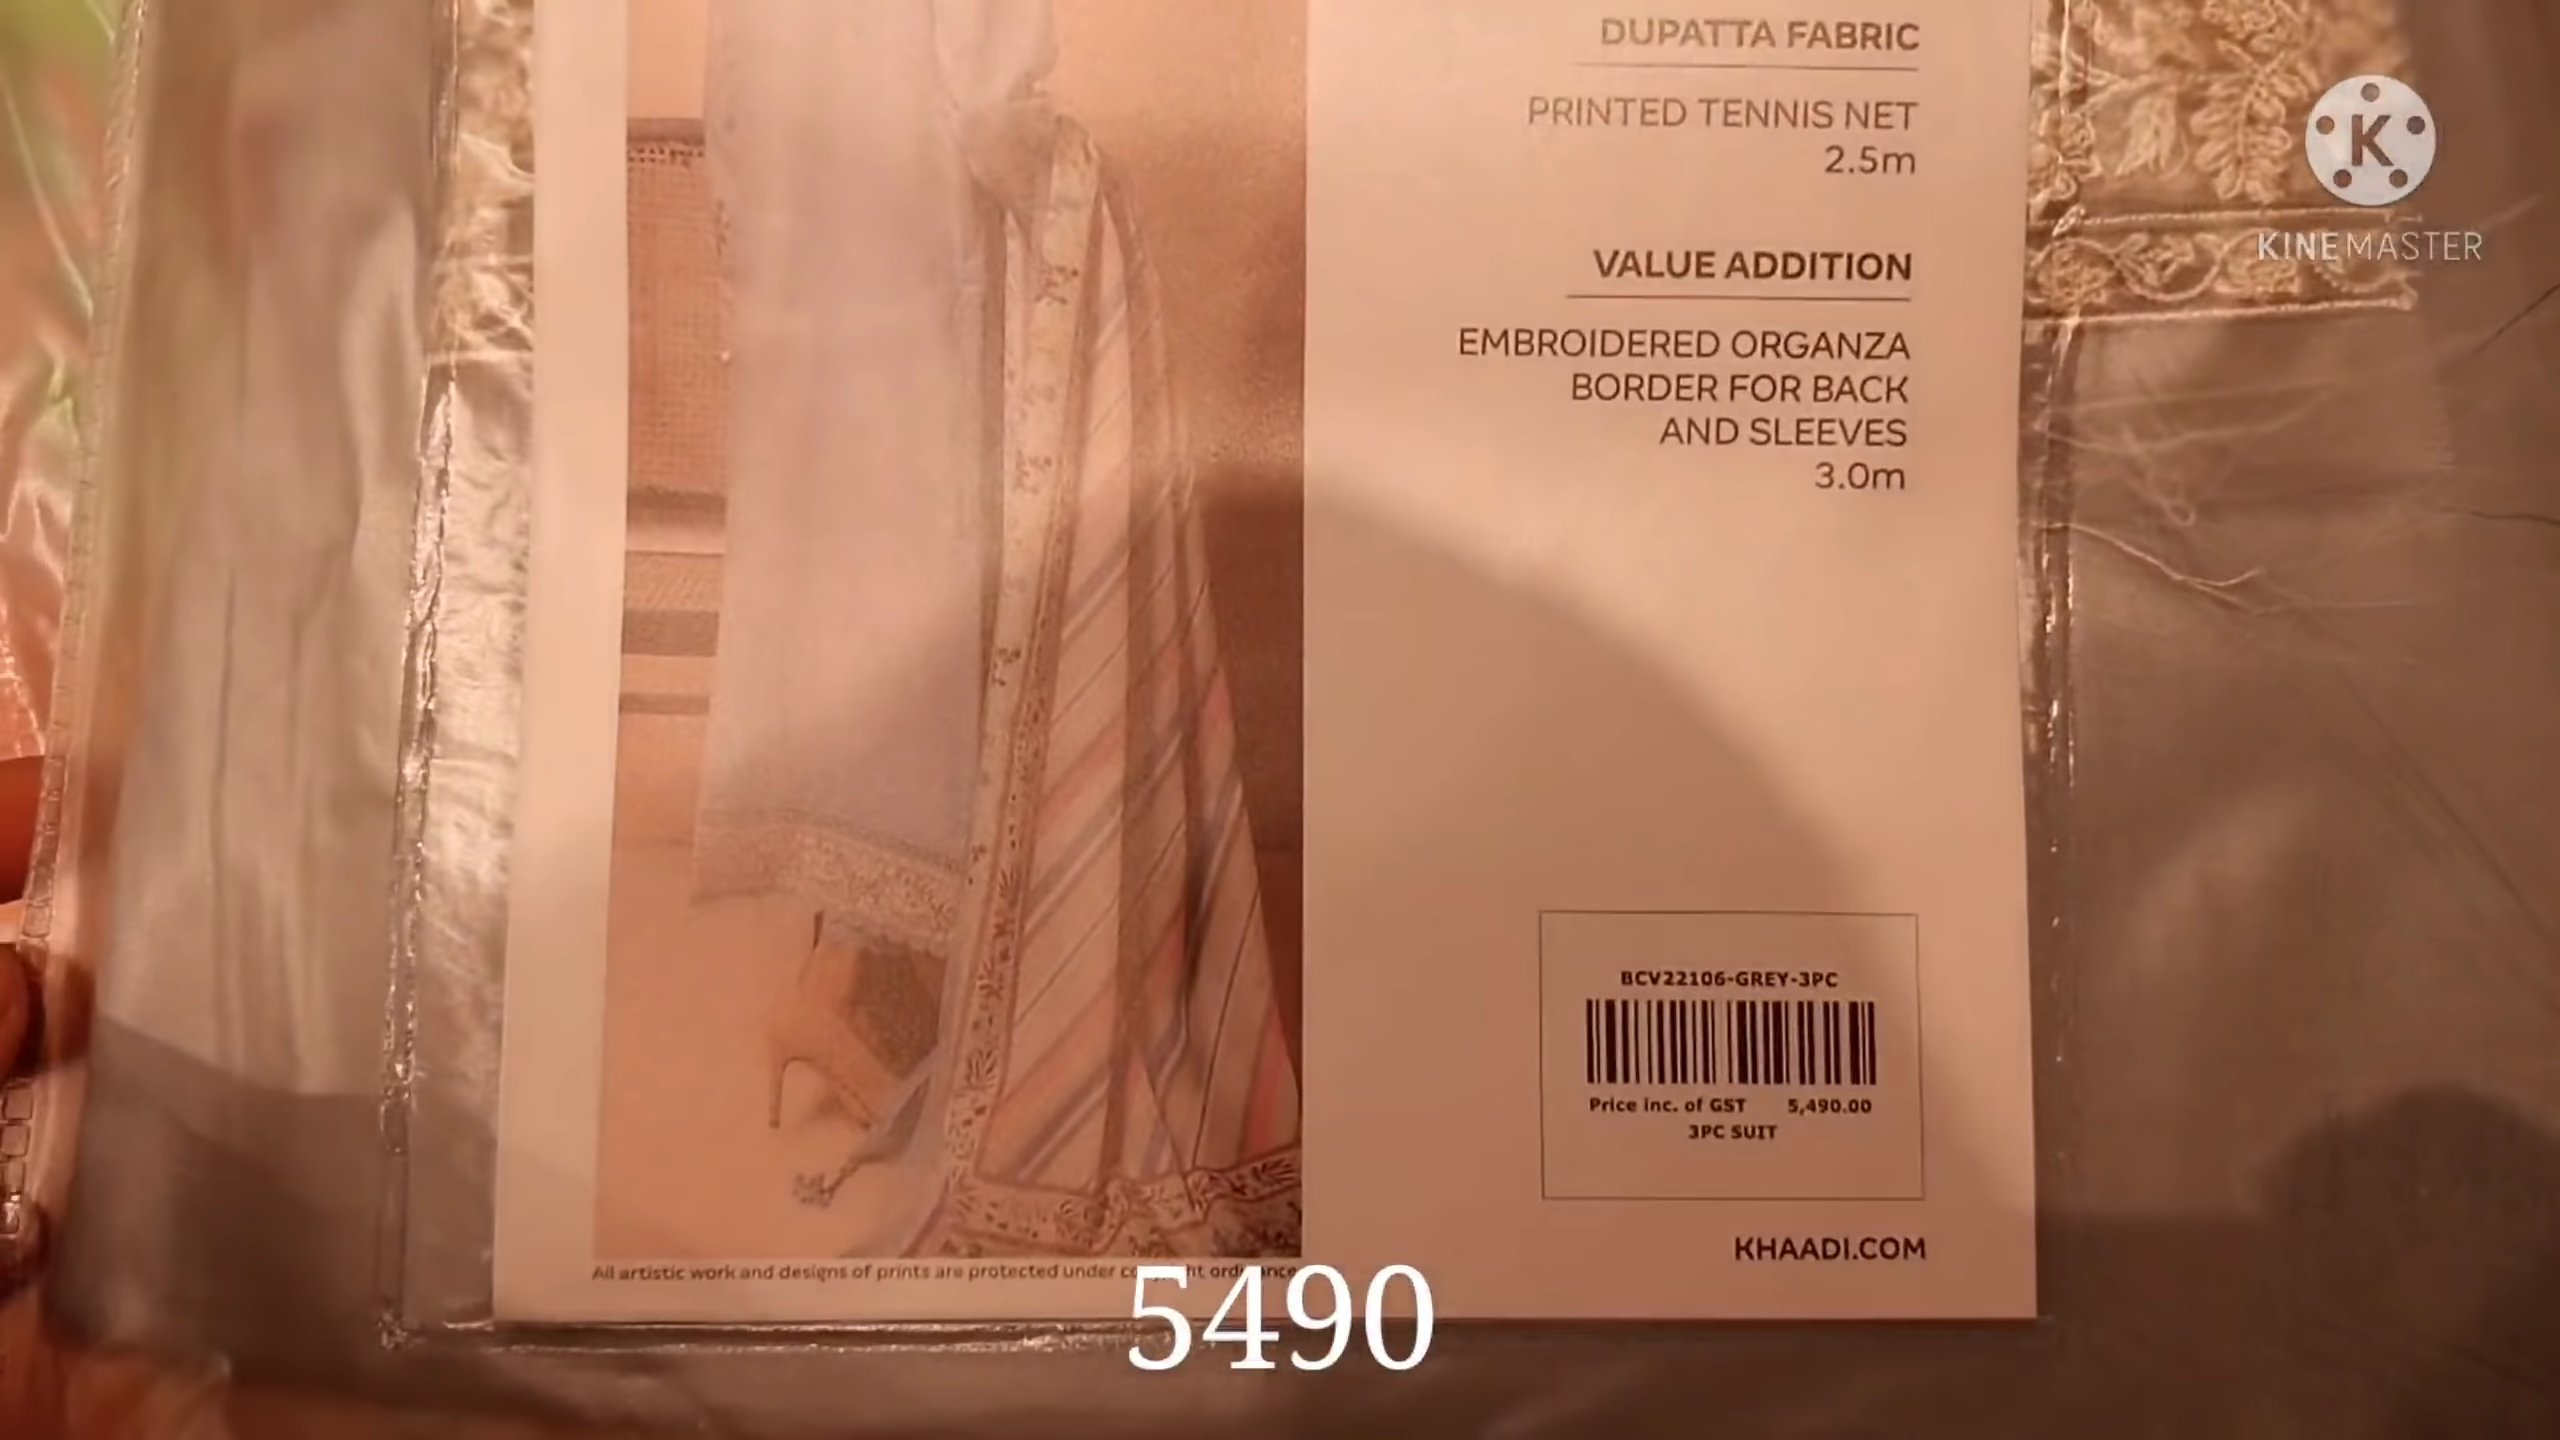 DUPATTA FABRIC
PRINTED TENNIS NET
2.5m
VALUE ADDITION
EMBROIDERED ORGANZA
BORDER FOR BACK
AND SLEEVES
3.0m
K
KINEMASTER
BCV22106-GREY-3PC
Price inc. of GST 5,490.00
3PC SUIT
KHAADI.COM
All artistic work and designs of prints are protected under
5490